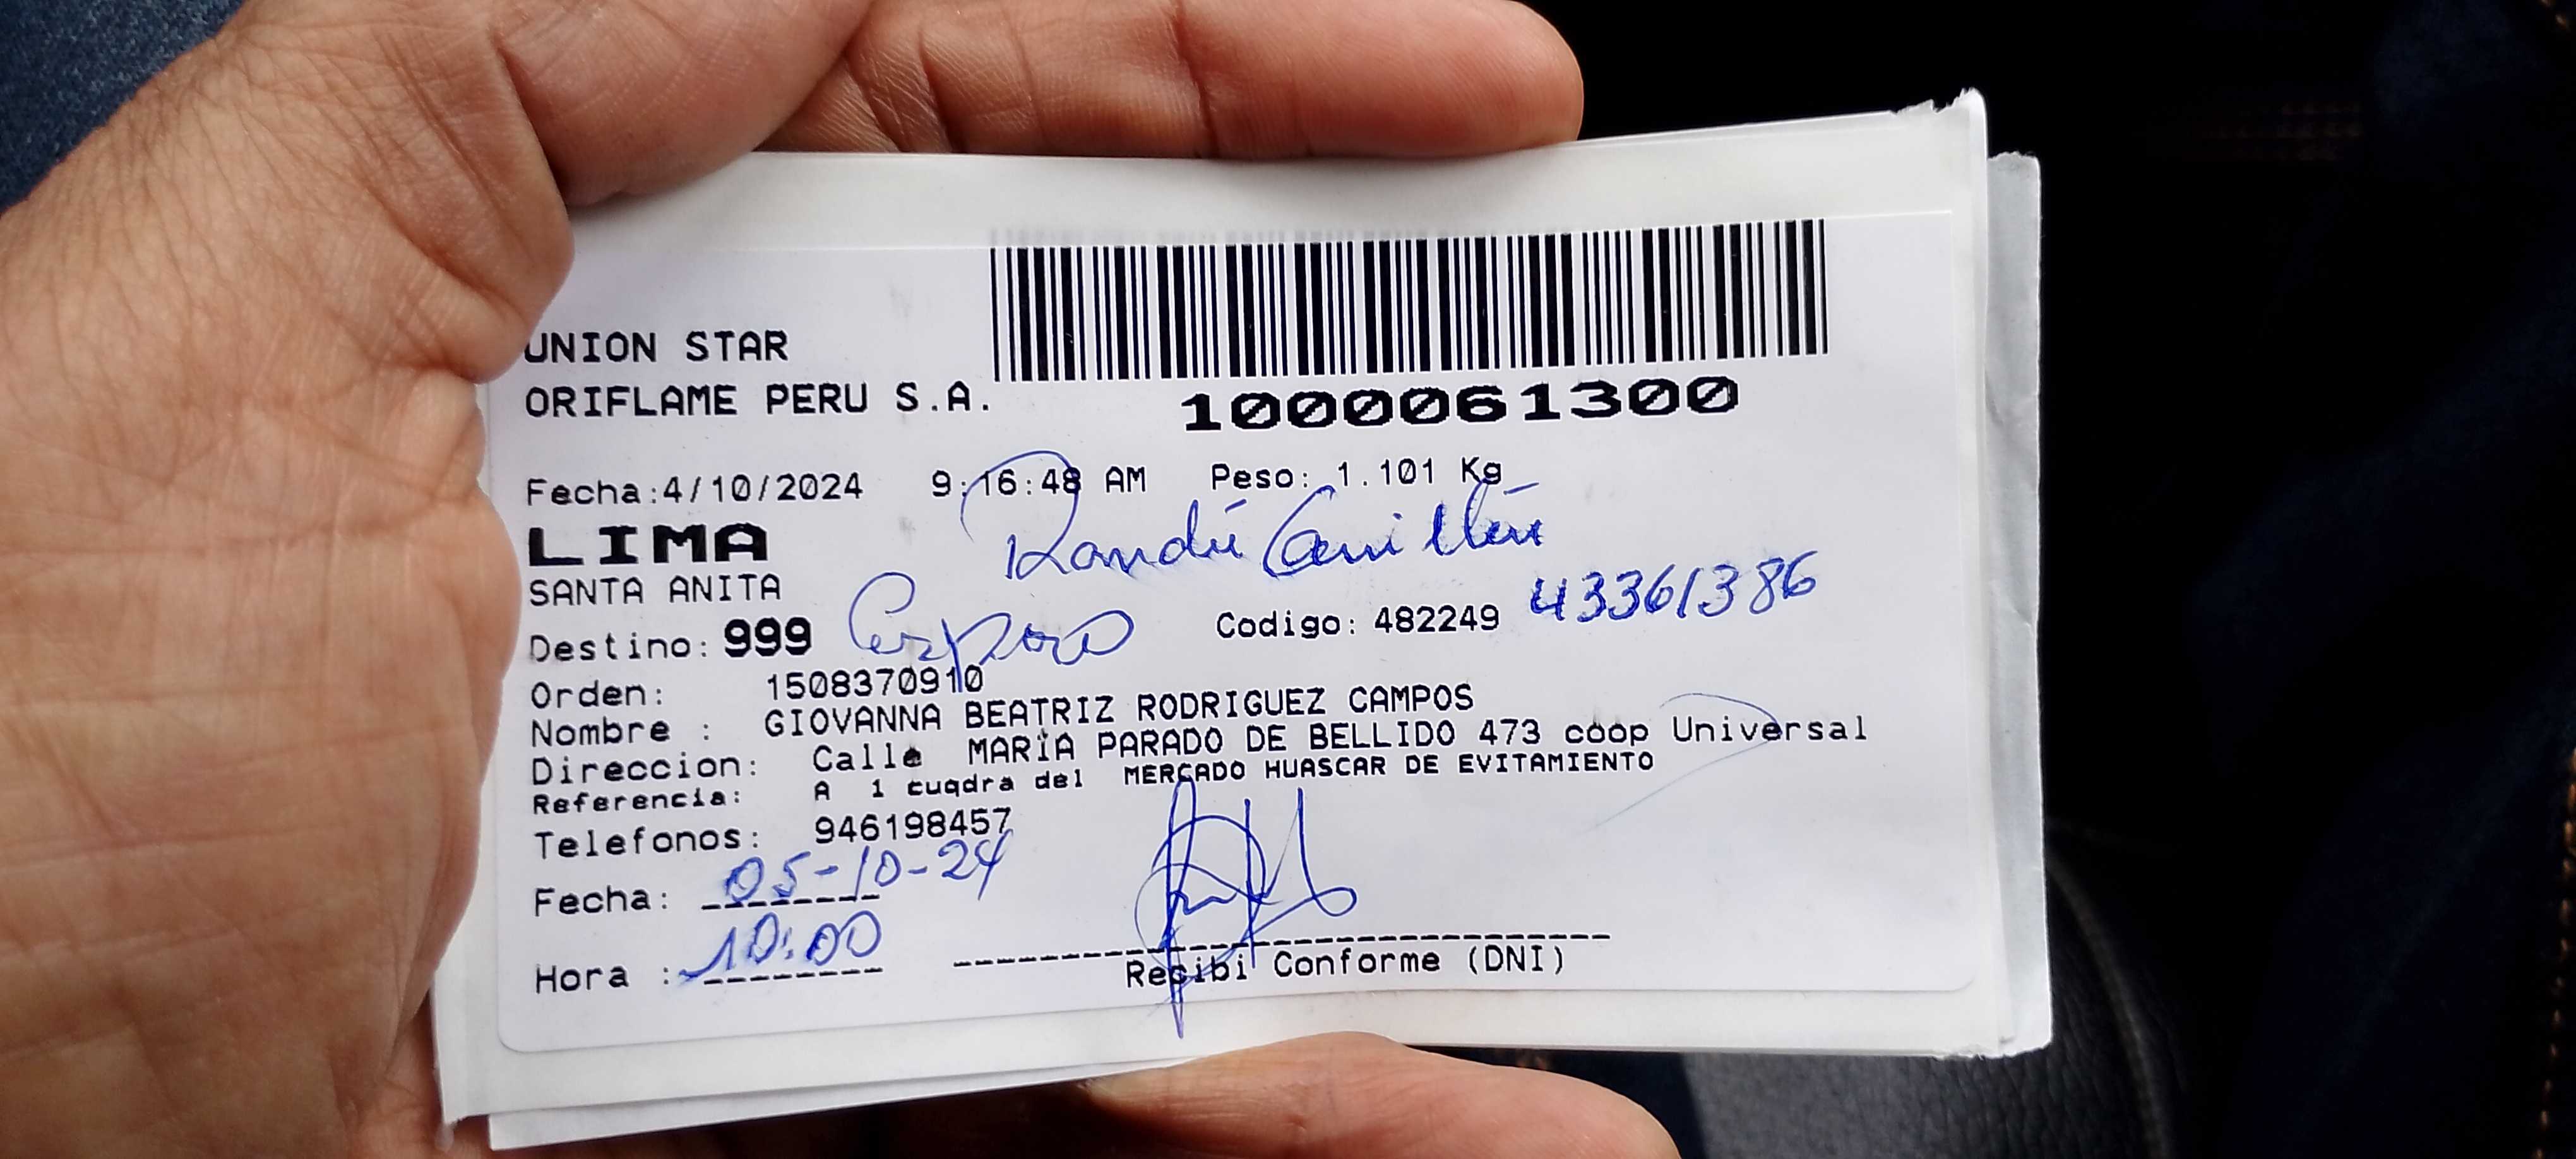 UNION STAR
ORIFLAME PERU S.A.
1000061300
Fecha:4/10/2024 9:16:48 AM Peso: 1.101 Kg
LIMA
SANTA ANITA
Destino: 999 Codigo: 482249 43361386
Orden: 1508370910
Nombre : GIOVANNA BEATRIZ RODRIGUEZ CAMPOS
Direccion: Calle MARIA PARADO DE BELLIDO 473 coop Universal
Referencia: A 1 cuadra del MERCADO HUASCAR DE EVITAMIENTO
Telefonos: 946198457
Fecha: 05-10-24
Hora : 10:00
Recibi Conforme (DNI)